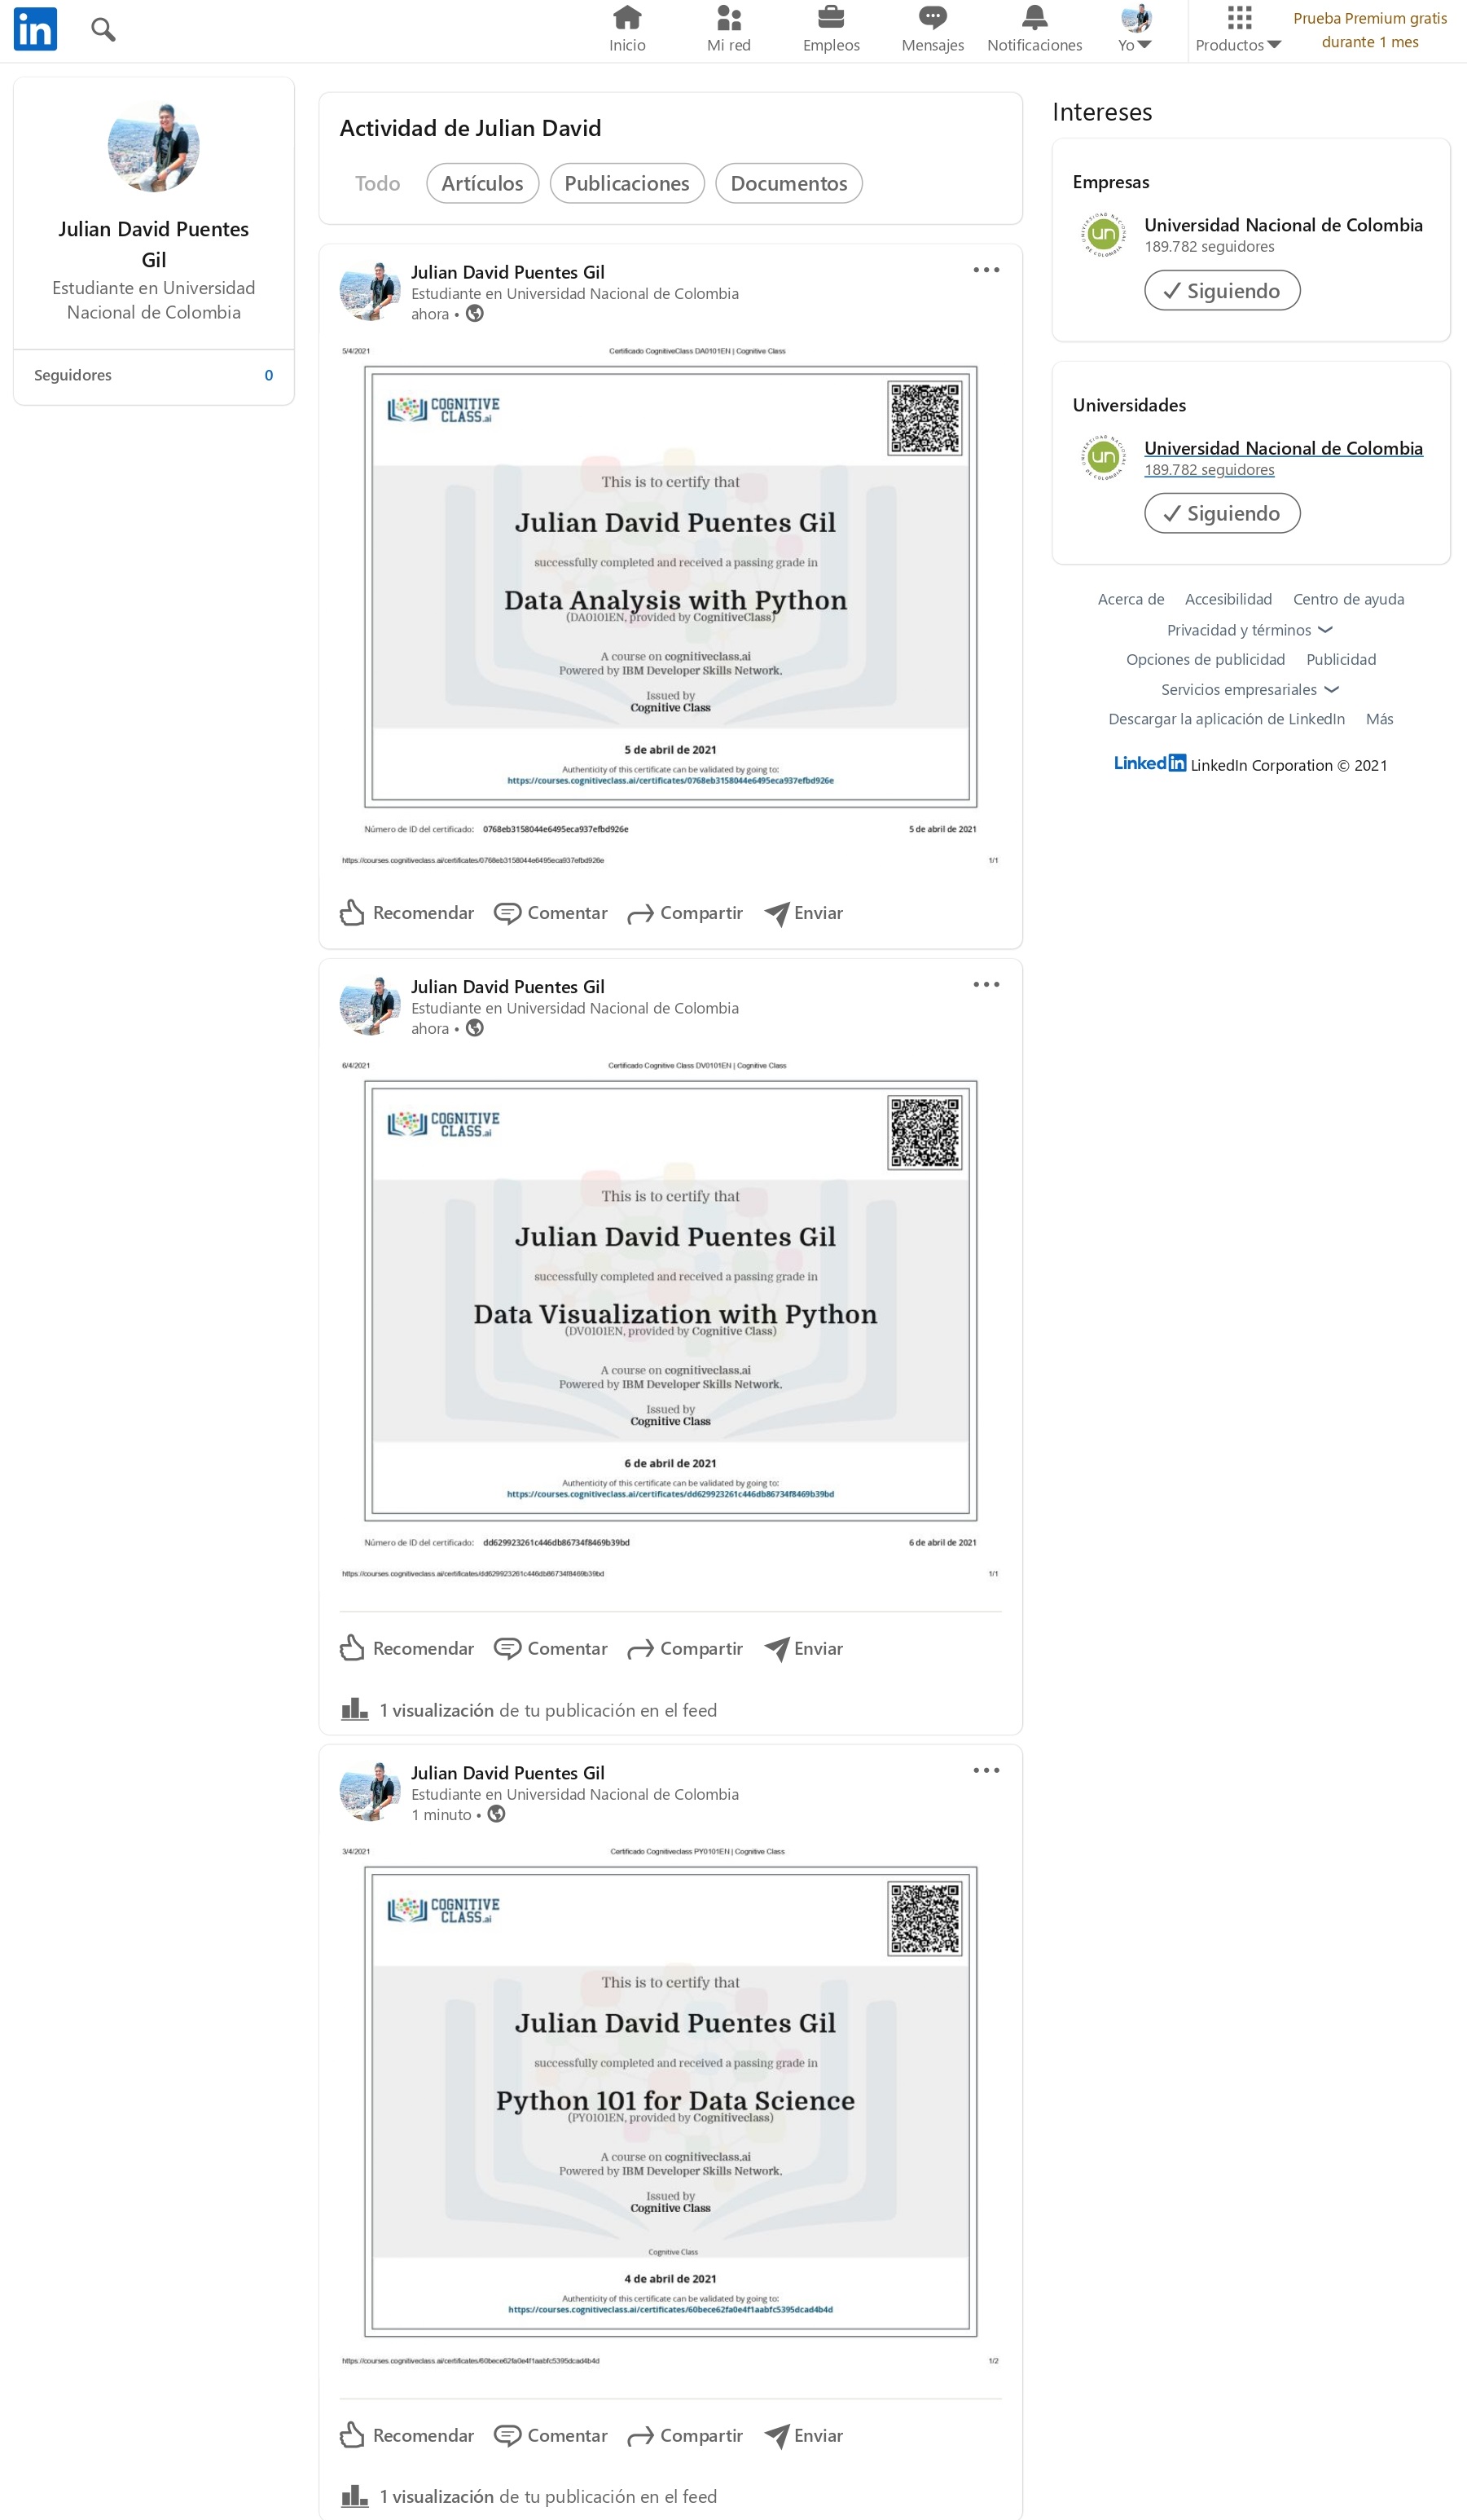 in
Inicio
Mi red
Empleos
Mensajes
Notificaciones
Yo
Productos
Prueba Premium gratis
durante 1 mes
Julian David Puentes
Gil
Estudiante en Universidad
Nacional de Colombia
Seguidores 0
Actividad de Julian David
Todo Artículos Publicaciones Documentos
Julian David Puentes Gil
Estudiante en Universidad Nacional de Colombia
ahora •
5/4/2021 Certificado CognitiveClass DA0101EN | Cognitive Class
COGNITIVE
CLASS.ai
This is to certify that
Julian David Puentes Gil
successfully completed and received a passing grade in
Data Analysis with Python
(DA0101EN, provided by CognitiveClass)
A course on cognitiveclass.ai
Powered by IBM Developer Skills Network.
Issued by
Cognitive Class
5 de abril de 2021
Authenticity of this certificate can be validated by going to:
https://courses.cognitiveclass.ai/certificates/0768eb3158044e6495eca937efbd926e
Número de ID del certificado: 0768eb3158044e6495eca937efbd926e 5 de abril de 2021
https://courses.cognitiveclass.ai/certificates/0768eb3158044e6495eca937efbd926e 1/1
Recomendar Comentar Compartir Enviar
Julian David Puentes Gil
Estudiante en Universidad Nacional de Colombia
ahora •
6/4/2021 Certificado Cognitive Class DV0101EN | Cognitive Class
COGNITIVE
CLASS.ai
This is to certify that
Julian David Puentes Gil
successfully completed and received a passing grade in
Data Visualization with Python
(DV0101EN, provided by Cognitive Class)
A course on cognitiveclass.ai
Powered by IBM Developer Skills Network.
Issued by
Cognitive Class
6 de abril de 2021
Authenticity of this certificate can be validated by going to:
https://courses.cognitiveclass.ai/certificates/dd629923261c446db86734f8469b39bd
Número de ID del certificado: dd629923261c446db86734f8469b39bd 6 de abril de 2021
https://courses.cognitiveclass.ai/certificates/dd629923261c446db86734f8469b39bd 1/1
Recomendar Comentar Compartir Enviar
1 visualización de tu publicación en el feed
Julian David Puentes Gil
Estudiante en Universidad Nacional de Colombia
1 minuto •
3/4/2021 Certificado Cognitiveclass PY0101EN | Cognitive Class
COGNITIVE
CLASS.ai
This is to certify that
Julian David Puentes Gil
successfully completed and received a passing grade in
Python 101 for Data Science
(PY0101EN, provided by Cognitiveclass)
A course on cognitiveclass.ai
Powered by IBM Developer Skills Network.
Issued by
Cognitive Class
Cognitive Class
4 de abril de 2021
Authenticity of this certificate can be validated by going to:
https://courses.cognitiveclass.ai/certificates/60bece62fa0e4f1aabfc5395dcad4b4d
https://courses.cognitiveclass.ai/certificates/60bece62fa0e4f1aabfc5395dcad4b4d 1/2
Recomendar Comentar Compartir Enviar
1 visualización de tu publicación en el feed
Intereses
Empresas
Universidad Nacional de Colombia
189.782 seguidores
Siguiendo
Universidades
Universidad Nacional de Colombia
189.782 seguidores
Siguiendo
Acerca de Accesibilidad Centro de ayuda
Privacidad y términos
Opciones de publicidad Publicidad
Servicios empresariales
Descargar la aplicación de LinkedIn Más
LinkedIn LinkedIn Corporation © 2021